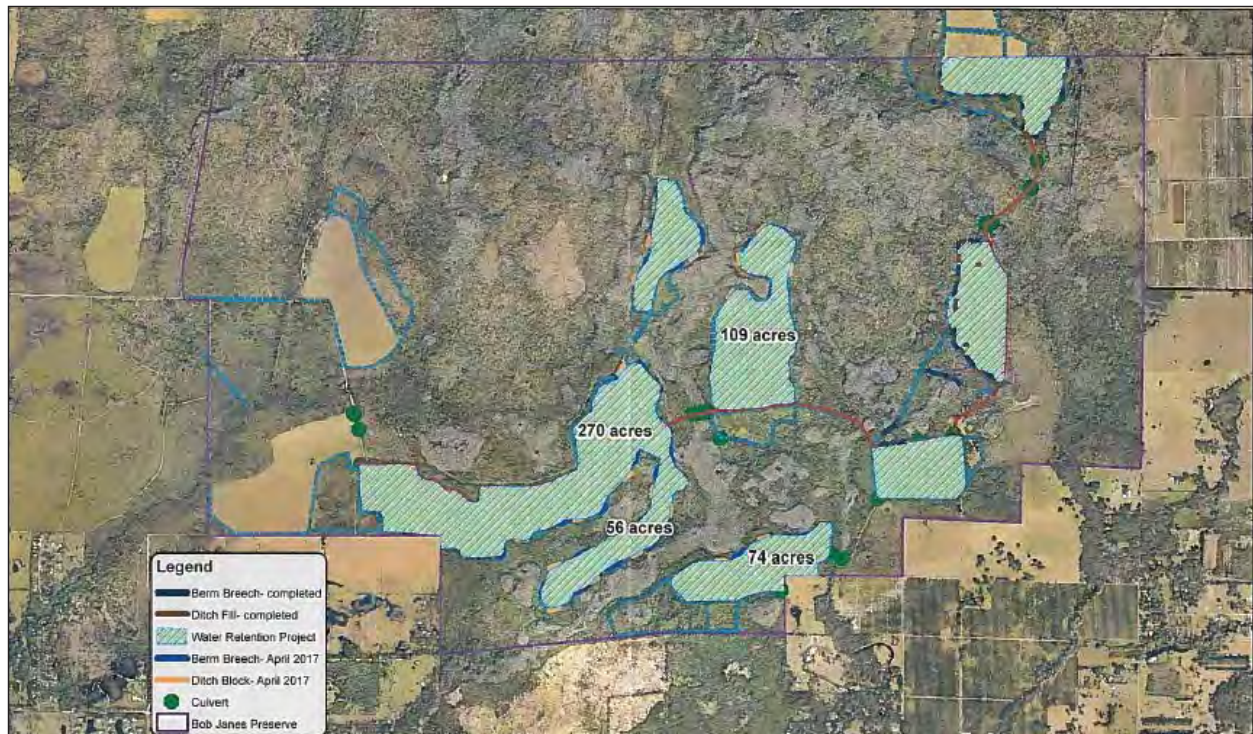 109 acres
270 acres
56 acres
74 acres
Legend
Berm Breech- completed
Ditch Fill- completed
Water Retention Project
Berm Breech- April 2017
Ditch Block- April 2017
Culvert
Bob Janes Preserve